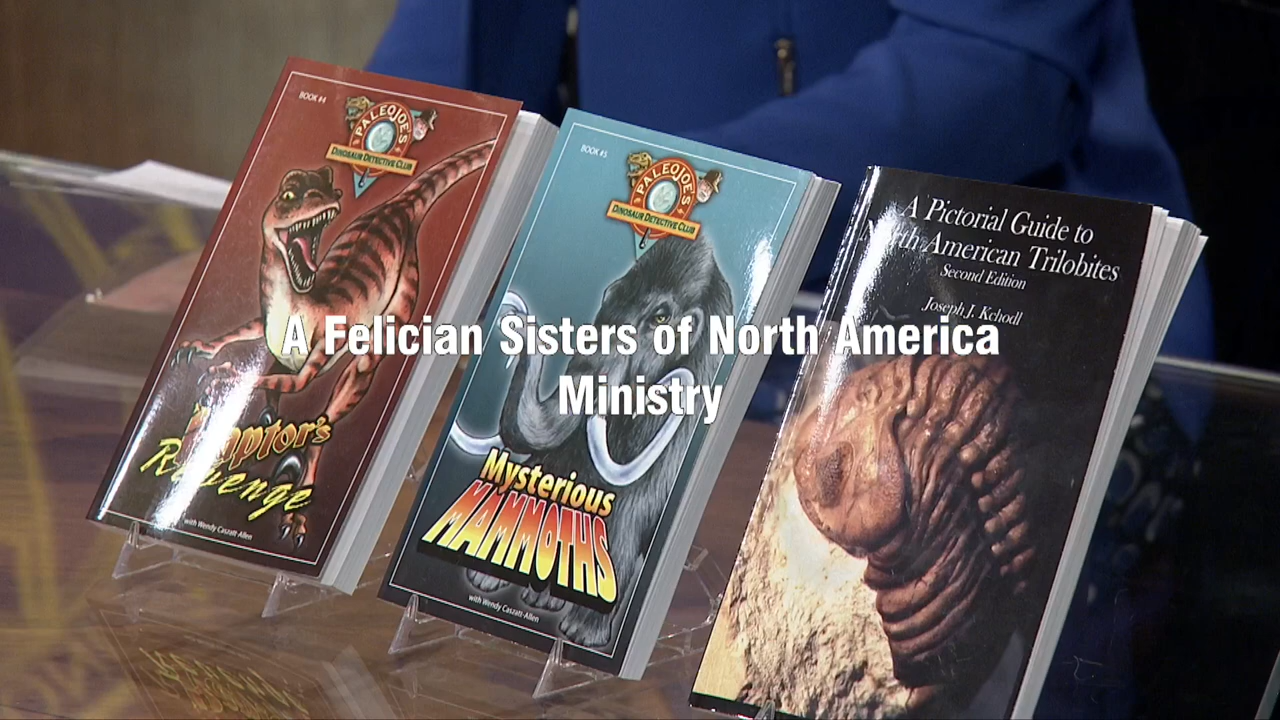 BOOK #4
PALEOJOE'S
DINOSAUR DETECTIVE CLUB
Raptor's
Revenge
with Wendy Caszatt-Allen
BOOK #5
PALEOJOE'S
DINOSAUR DETECTIVE CLUB
Mysterious
MAMMOTHS
with Wendy Caszatt-Allen
A Pictorial Guide to
North American Trilobites
Second Edition
Joseph J. Kchodl
A Felician Sisters of North America
Ministry